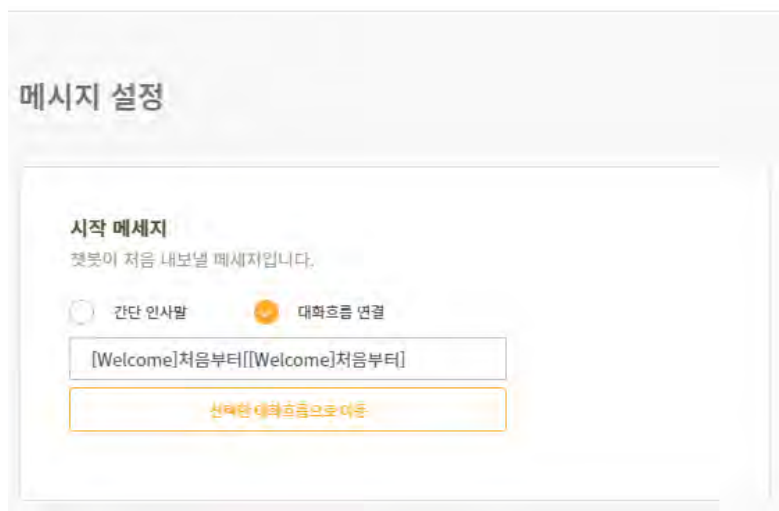 메시지 설정
시작 메세지
챗봇이 처음 내보낼 메세지입니다.
간단 인사말 대화흐름 연결
[Welcome]처음부터[[Welcome]처음부터]
선택한 대화흐름으로 이동